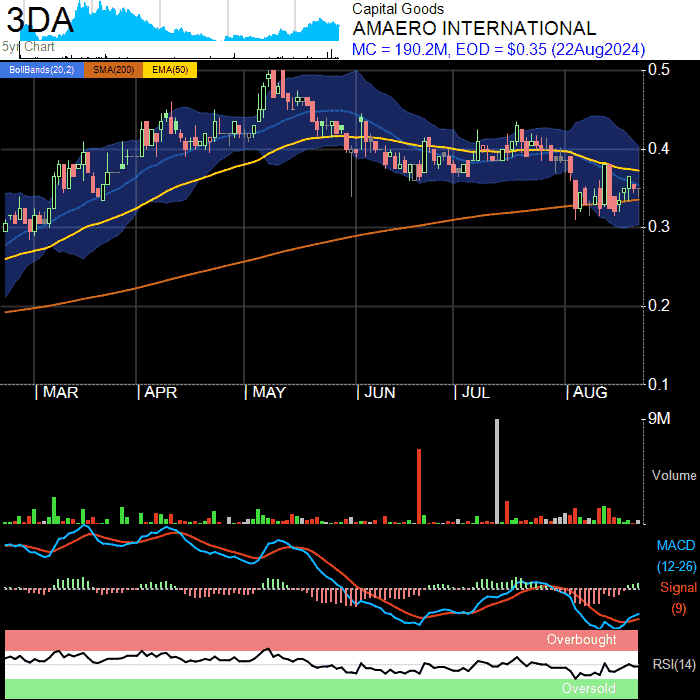 3DA
5yr Chart
Capital Goods
AMAERO INTERNATIONAL
MC = 190.2M, EOD = $0.35 (22Aug2024)
BollBands(20,2) SMA(200) EMA(50)
0.5
0.4
0.3
0.2
0.1
| MAR | APR | MAY | JUN | JUL | AUG
9M
Volume
MACD
(12-26)
Signal
(9)
Overbought
RSI(14)
Oversold